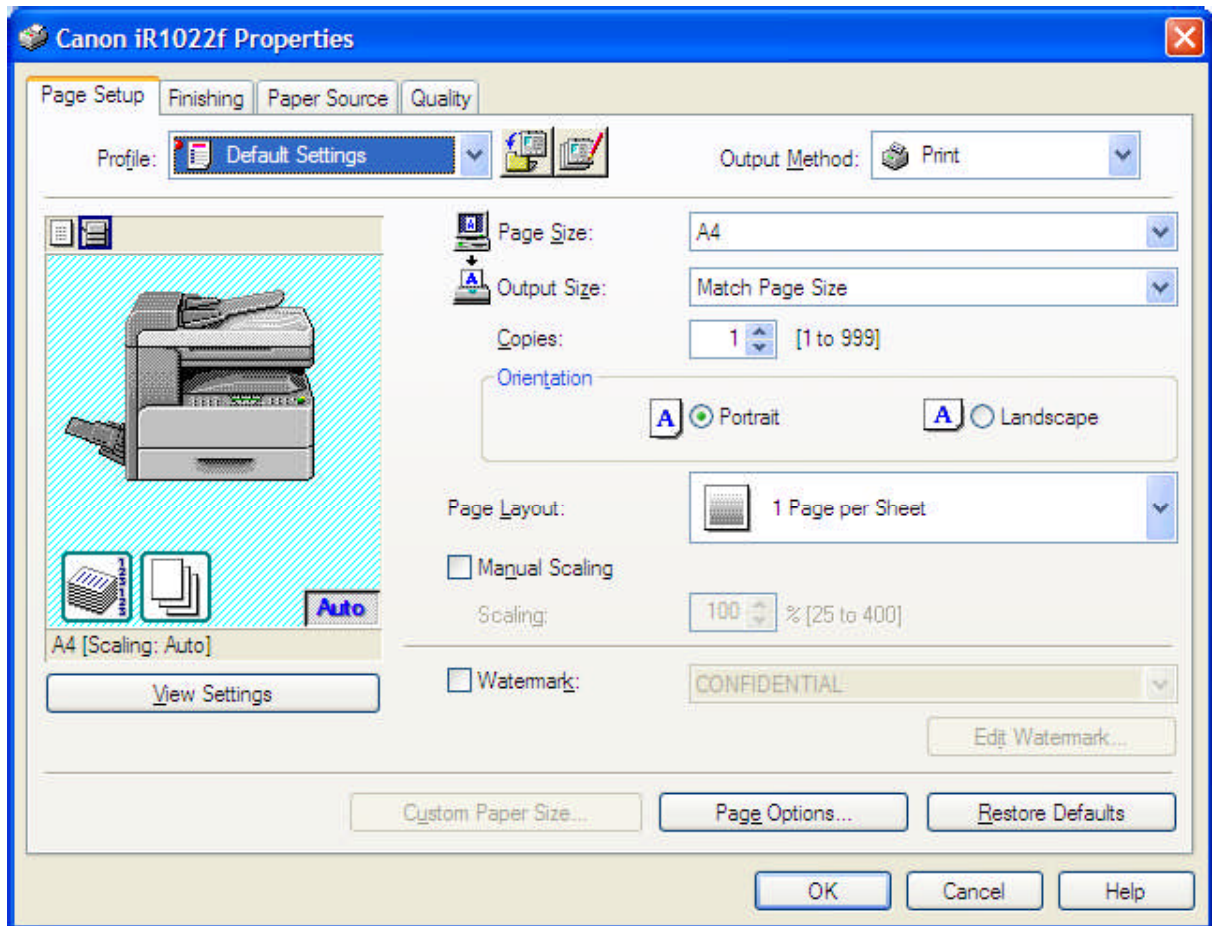 Canon iR1022f Properties
Page Setup
Finishing
Paper Source
Quality
Profile:
Default Settings
Output Method:
Print
Page Size:
A4
Output Size:
Match Page Size
Copies:
1
[1 to 999]
Orientation
A
Portrait
A
Landscape
Page Layout:
1 Page per Sheet
Manual Scaling
Scaling:
100
% [25 to 400]
Auto
A4 [Scaling: Auto]
View Settings
Watermark:
CONFIDENTIAL
Edit Watermark...
Custom Paper Size...
Page Options...
Restore Defaults
OK
Cancel
Help